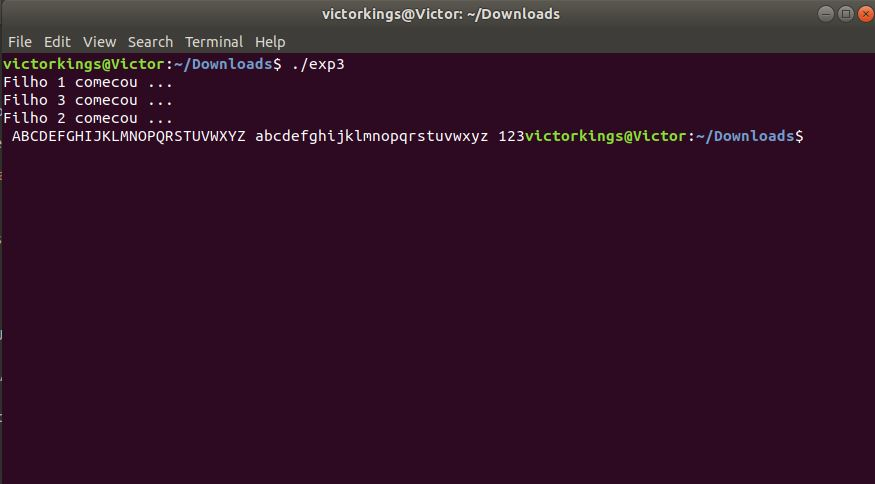 victorkings@Victor: ~/Downloads
File Edit View Search Terminal Help
victorkings@Victor:~/Downloads$ ./exp3
Filho 1 comecou ...
Filho 3 comecou ...
Filho 2 comecou ...
 ABCDEFGHIJKLMNOPQRSTUVWXYZ abcdefghijklmnopqrstuvwxyz 123victorkings@Victor:~/Downloads$